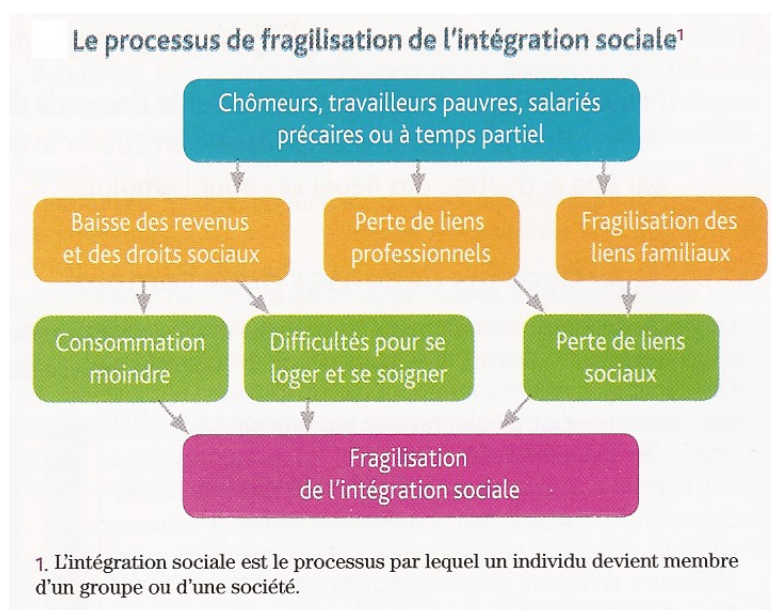 Le processus de fragilisation de l'intégration sociale¹
Chômeurs, travailleurs pauvres, salariés
précaires ou à temps partiel
Baisse des revenus
et des droits sociaux
Perte de liens
professionnels
Fragilisation des
liens familiaux
Consommation
moindre
Difficultés pour se
loger et se soigner
Perte de liens
sociaux
Fragilisation
de l'intégration sociale
1. L'intégration sociale est le processus par lequel un individu devient membre
d'un groupe ou d'une société.